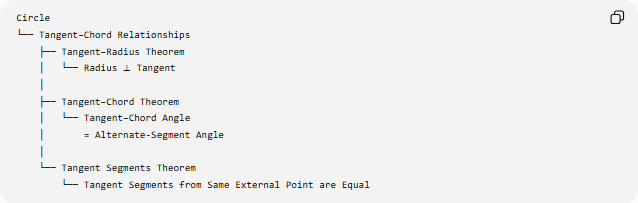 Circle
└── Tangent–Chord Relationships
    ├── Tangent–Radius Theorem
    │   └── Radius ⊥ Tangent
    │
    ├── Tangent–Chord Theorem
    │   └── Tangent–Chord Angle
    │       = Alternate-Segment Angle
    │
    └── Tangent Segments Theorem
        └── Tangent Segments from Same External Point are Equal